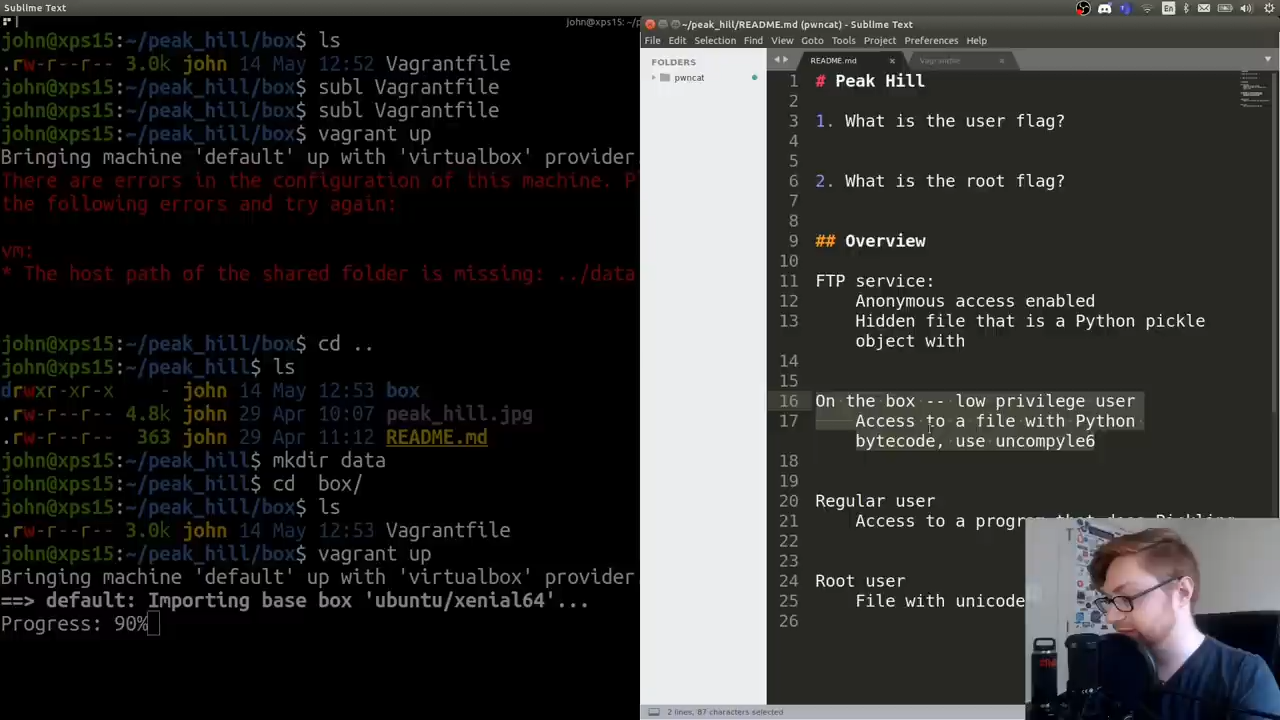 Sublime Text
En
john@xps15: ~/p
john@xps15:~/peak_hill/box$ ls
.rw-r--r-- 3.0k john 14 May 12:52 Vagrantfile
john@xps15:~/peak_hill/box$ subl Vagrantfile
john@xps15:~/peak_hill/box$ subl Vagrantfile
john@xps15:~/peak_hill/box$ vagrant up
Bringing machine 'default' up with 'virtualbox' provider.
There are errors in the configuration of this machine. P
the following errors and try again:
vm:
* The host path of the shared folder is missing: ../data
john@xps15:~/peak_hill/box$ cd ..
john@xps15:~/peak_hill$ ls
drwxr-xr-x - john 14 May 12:53 box
.rw-r--r-- 4.8k john 29 Apr 10:07 peak_hill.jpg
.rw-r--r-- 363 john 29 Apr 11:12 README.md
john@xps15:~/peak_hill$ mkdir data
john@xps15:~/peak_hill$ cd  box/
john@xps15:~/peak_hill/box$ ls
.rw-r--r-- 3.0k john 14 May 12:53 Vagrantfile
john@xps15:~/peak_hill/box$ vagrant up
Bringing machine 'default' up with 'virtualbox' provider.
==> default: Importing base box 'ubuntu/xenial64'...
Progress: 90%
~/peak_hill/README.md (pwncat) - Sublime Text
File Edit Selection Find View Goto Tools Project Preferences Help
FOLDERS
pwncat
README.md
Vagrantfile
1 # Peak Hill
2
3 1. What is the user flag?
4
5
6 2. What is the root flag?
7
8
9 ## Overview
10
11 FTP service:
12 Anonymous access enabled
13 Hidden file that is a Python pickle
object with
14
15
16 On the box -- low privilege user
17 Access to a file with Python
bytecode, use uncompyle6
18
19
20 Regular user
21 Access to a program that does Pickling
22
23
24 Root user
25 File with unicode
26
2 lines, 87 characters selected